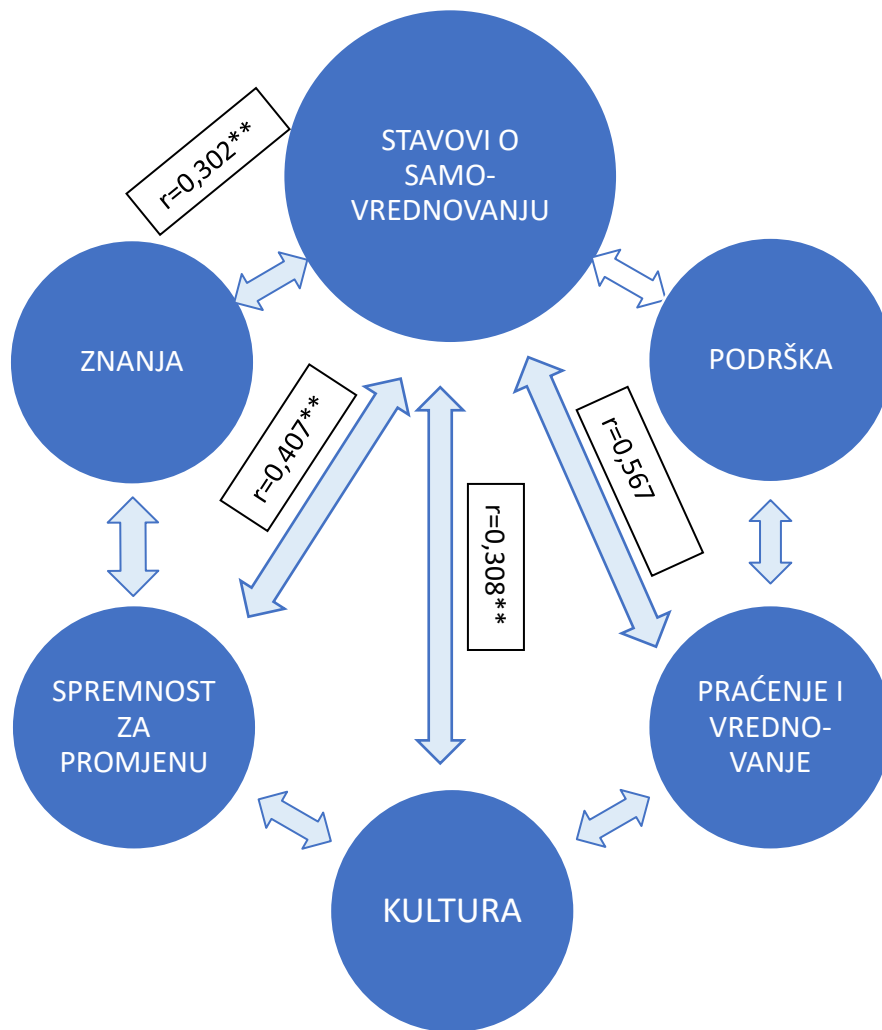 STAVOVI O
SAMO-
VREDNOVANJU
r=0,302**
ZNANJA
PODRŠKA
r=0,407**
r=0,308**
r=0,567
SPREMNOST
ZA
PROMJENU
PRAĆENJE I
VREDNO-
VANJE
KULTURA